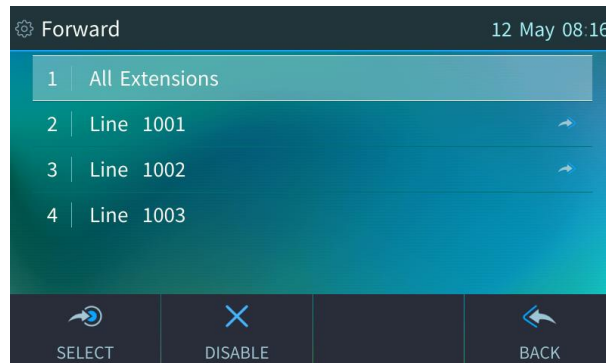 Forward 12 May 08:16
1 All Extensions
2 Line 1001
3 Line 1002
4 Line 1003
SELECT DISABLE BACK